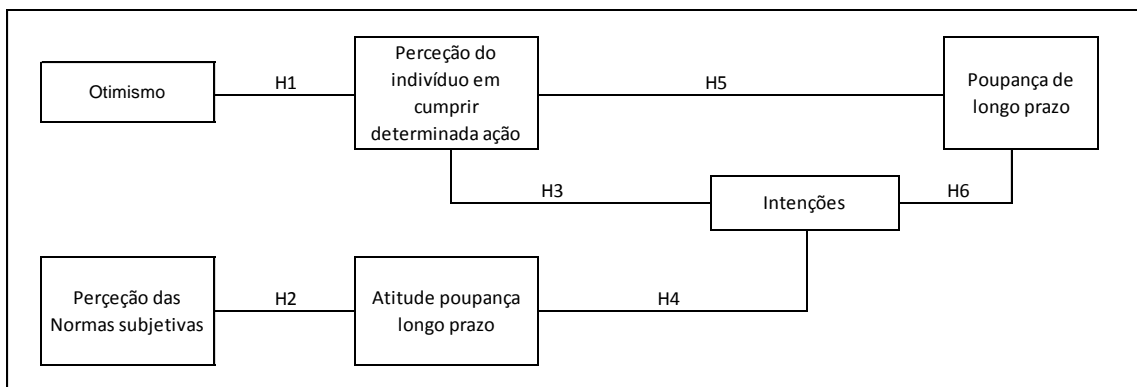 Otimismo
H1
Perceção do
indivíduo em
cumprir
determinada ação
H5
Poupança de
longo prazo
H3
Intenções
H6
Perçeção das
Normas subjetivas
H2
Atitude poupança
longo prazo
H4